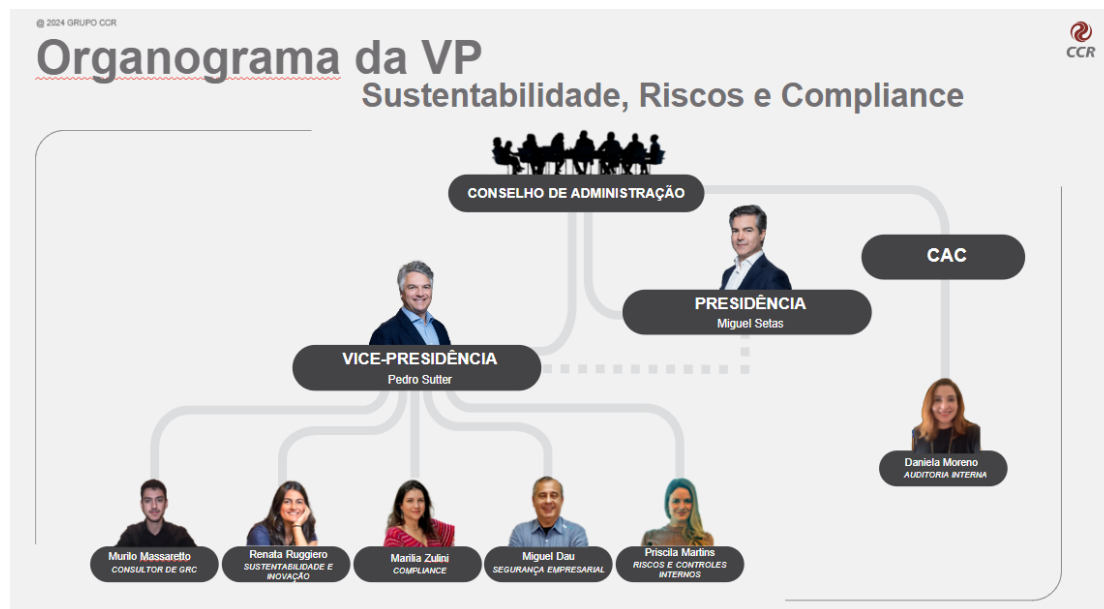 @ 2024 GRUPO CCR
Organograma da VP
Sustentabilidade, Riscos e Compliance
CCR
CONSELHO DE ADMINISTRAÇÃO
CAC
PRESIDÊNCIA
Miguel Setas
VICE-PRESIDÊNCIA
Pedro Sutter
Daniela Moreno
AUDITORIA INTERNA
Murilo Massaretto
CONSULTOR DE GRC
Renata Ruggiero
SUSTENTABILIDADE E
INOVAÇÃO
Marilia Zulini
COMPLIANCE
Miguel Dau
SEGURANÇA EMPRESARIAL
Priscila Martins
RISCOS E CONTROLES
INTERNOS